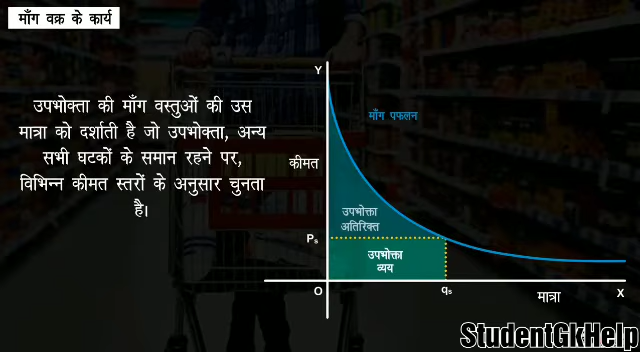 माँग वक्र के कार्य
उपभोक्ता की माँग वस्तुओं की उस
मात्रा को दर्शाती है जो उपभोक्ता, अन्य
सभी घटकों के समान रहने पर,
विभिन्न कीमत स्तरों के अनुसार चुनता
है।
Y
माँग पफलन
कीमत
उपभोक्ता
अतिरिक्त
Ps
उपभोक्ता
व्यय
O
qs
मात्रा
X
StudentGkHelp